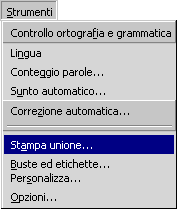 Strumenti
Controllo ortografia e grammatica
Lingua
Conteggio parole...
Sunto automatico...
Correzione automatica...
Stampa unione...
Buste ed etichette...
Personalizza...
Opzioni...